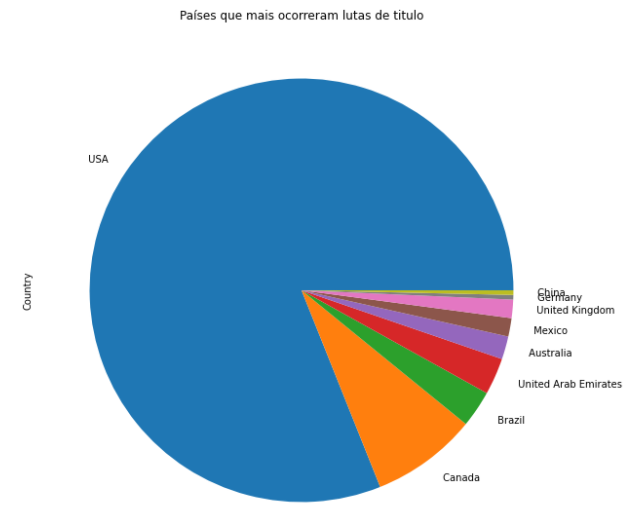 Países que mais ocorreram lutas de titulo
USA
Country
China
Germany
United Kingdom
Mexico
Australia
United Arab Emirates
Brazil
Canada